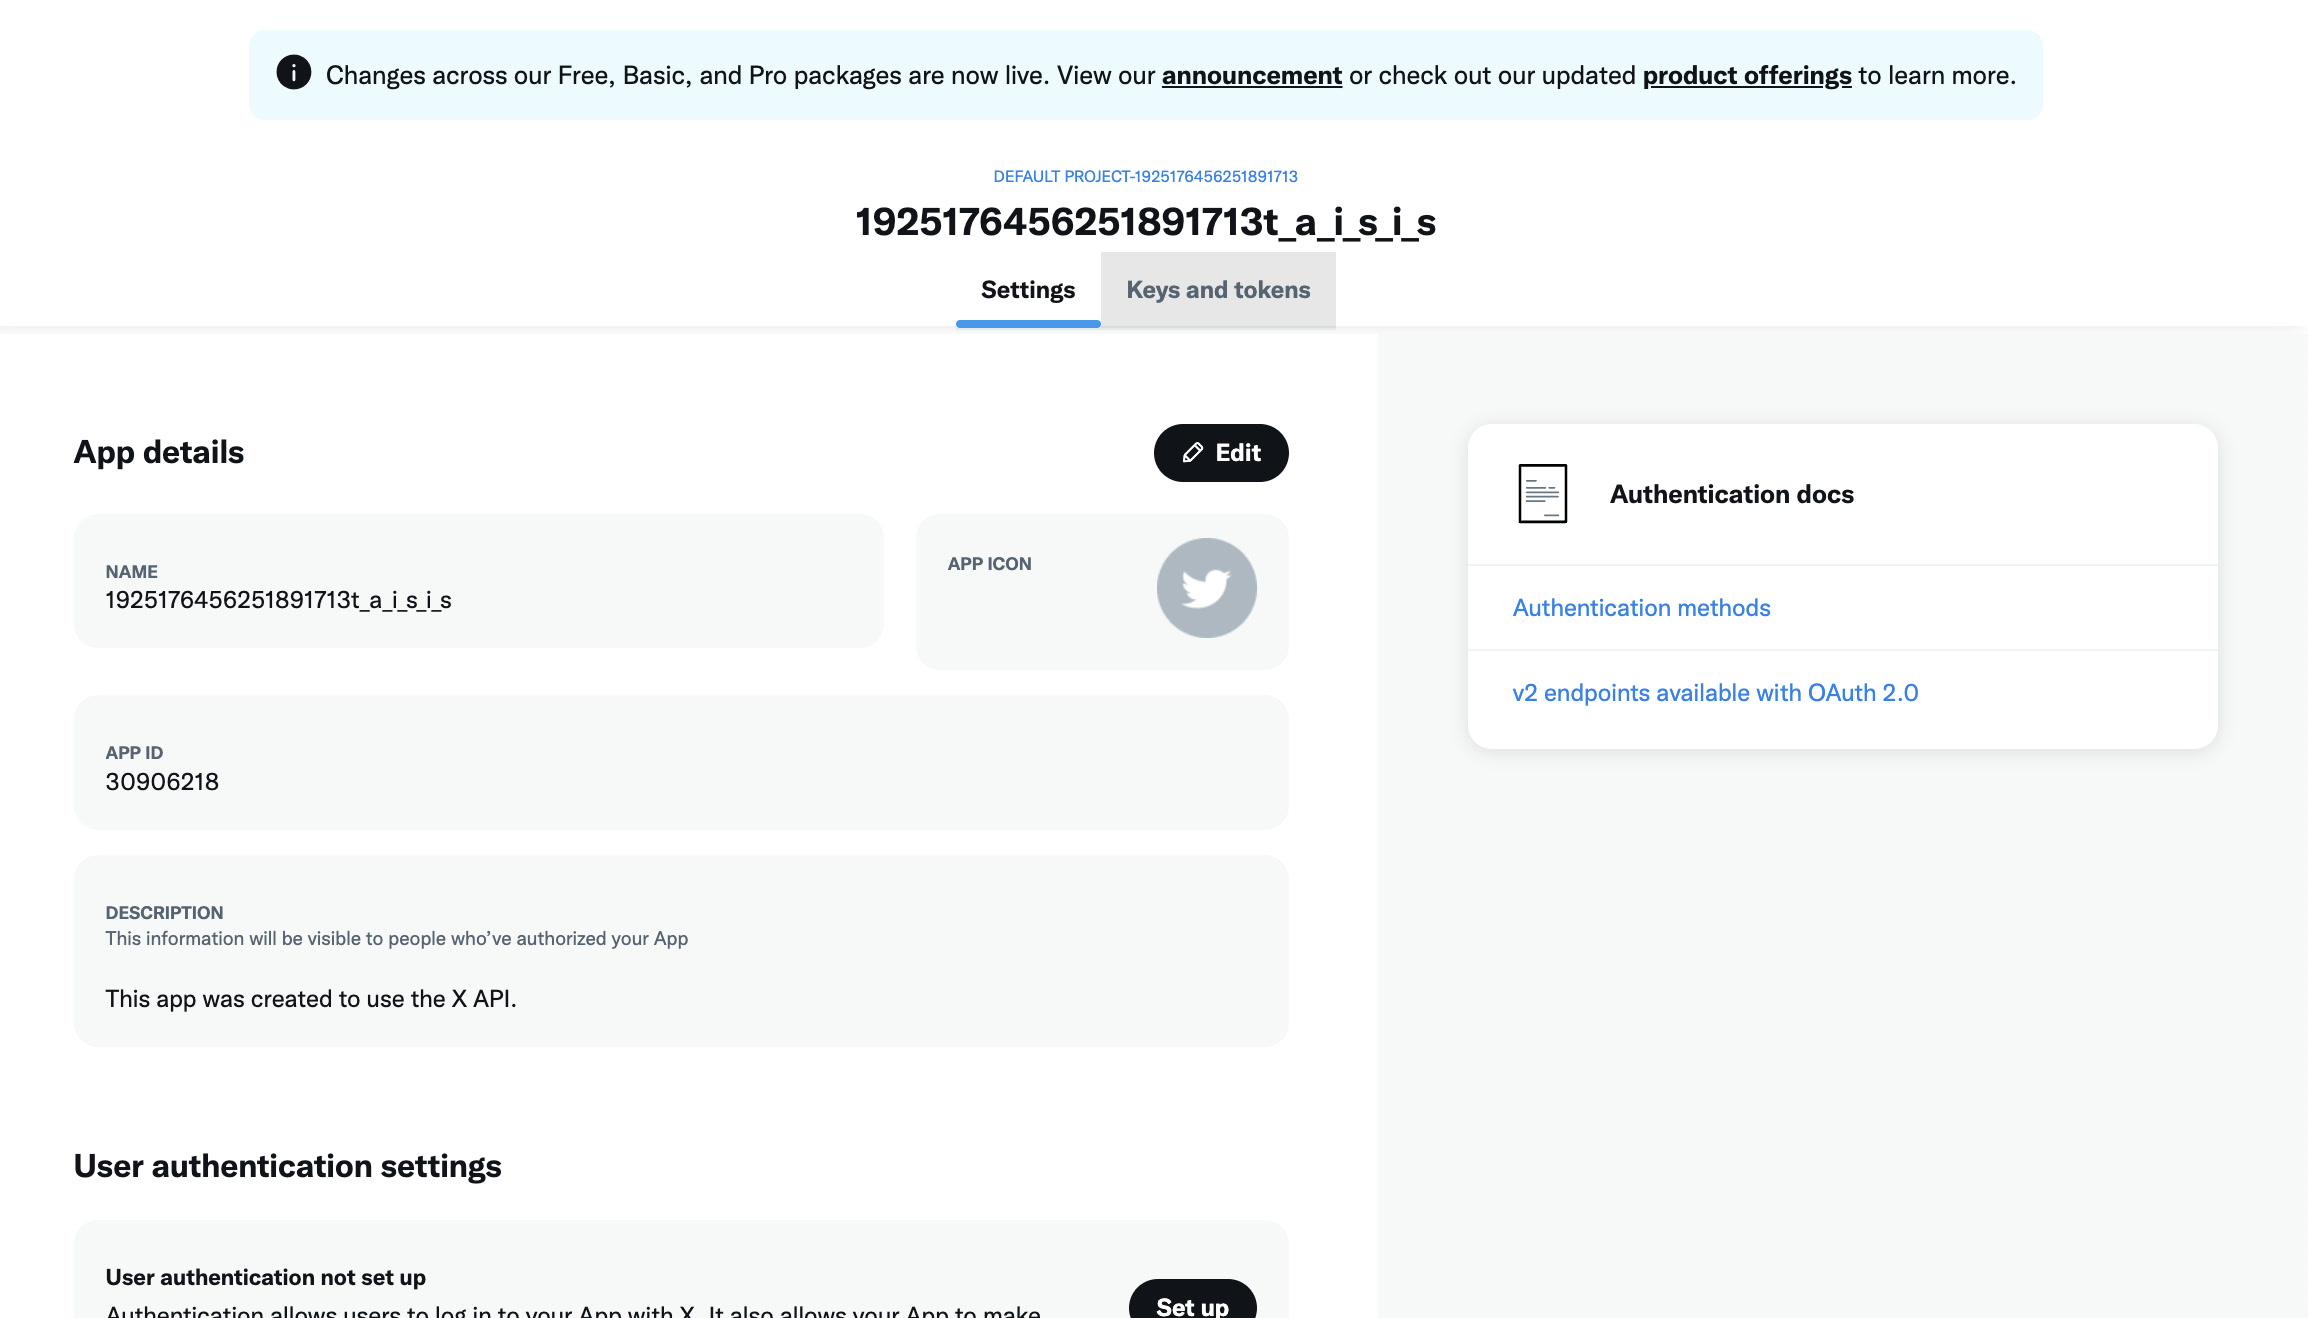 Changes across our Free, Basic, and Pro packages are now live. View our announcement or check out our updated product offerings to learn more.
DEFAULT PROJECT-1925176456251891713
1925176456251891713t_a_i_s_i_s
Settings
Keys and tokens
App details
Edit
NAME
1925176456251891713t_a_i_s_i_s
APP ICON
APP ID
30906218
DESCRIPTION
This information will be visible to people who’ve authorized your App
This app was created to use the X API.
User authentication settings
User authentication not set up
Authentication allows users to log in to your App with X. It also allows your App to make
Set up
Authentication docs
Authentication methods
v2 endpoints available with OAuth 2.0